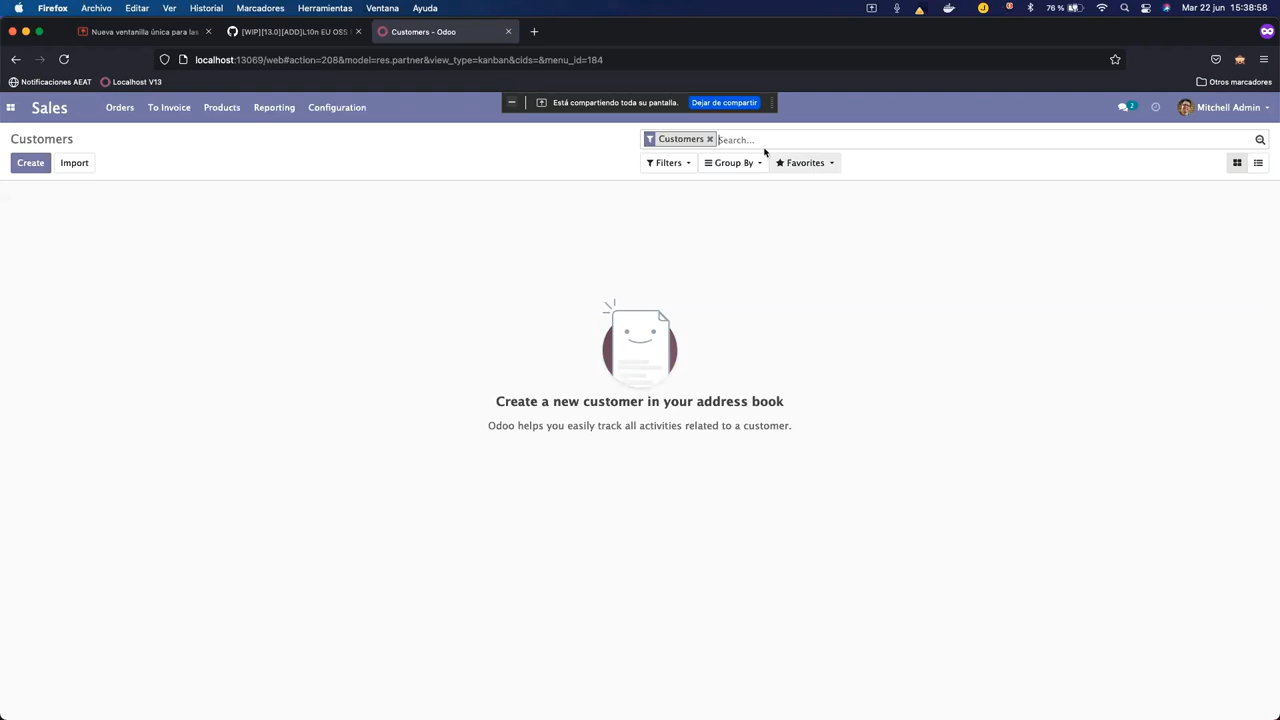 Firefox Archivo Editar Ver Historial Marcadores Herramientas Ventana Ayuda 76 % Mar 22 jun 15:38:58
Nueva ventanilla única para las [WIP][13.0][ADD]L10n EU OSS Customers - Odoo
localhost:13069/web#action=208&model=res.partner&view_type=kanban&cids=&menu_id=184
Notificaciones AEAT Localhost V13 Otros marcadores
Sales Orders To Invoice Products Reporting Configuration Está compartiendo toda su pantalla. Dejar de compartir 2 Mitchell Admin
Customers Customers Search...
Create Import Filters Group By Favorites
Create a new customer in your address book
Odoo helps you easily track all activities related to a customer.